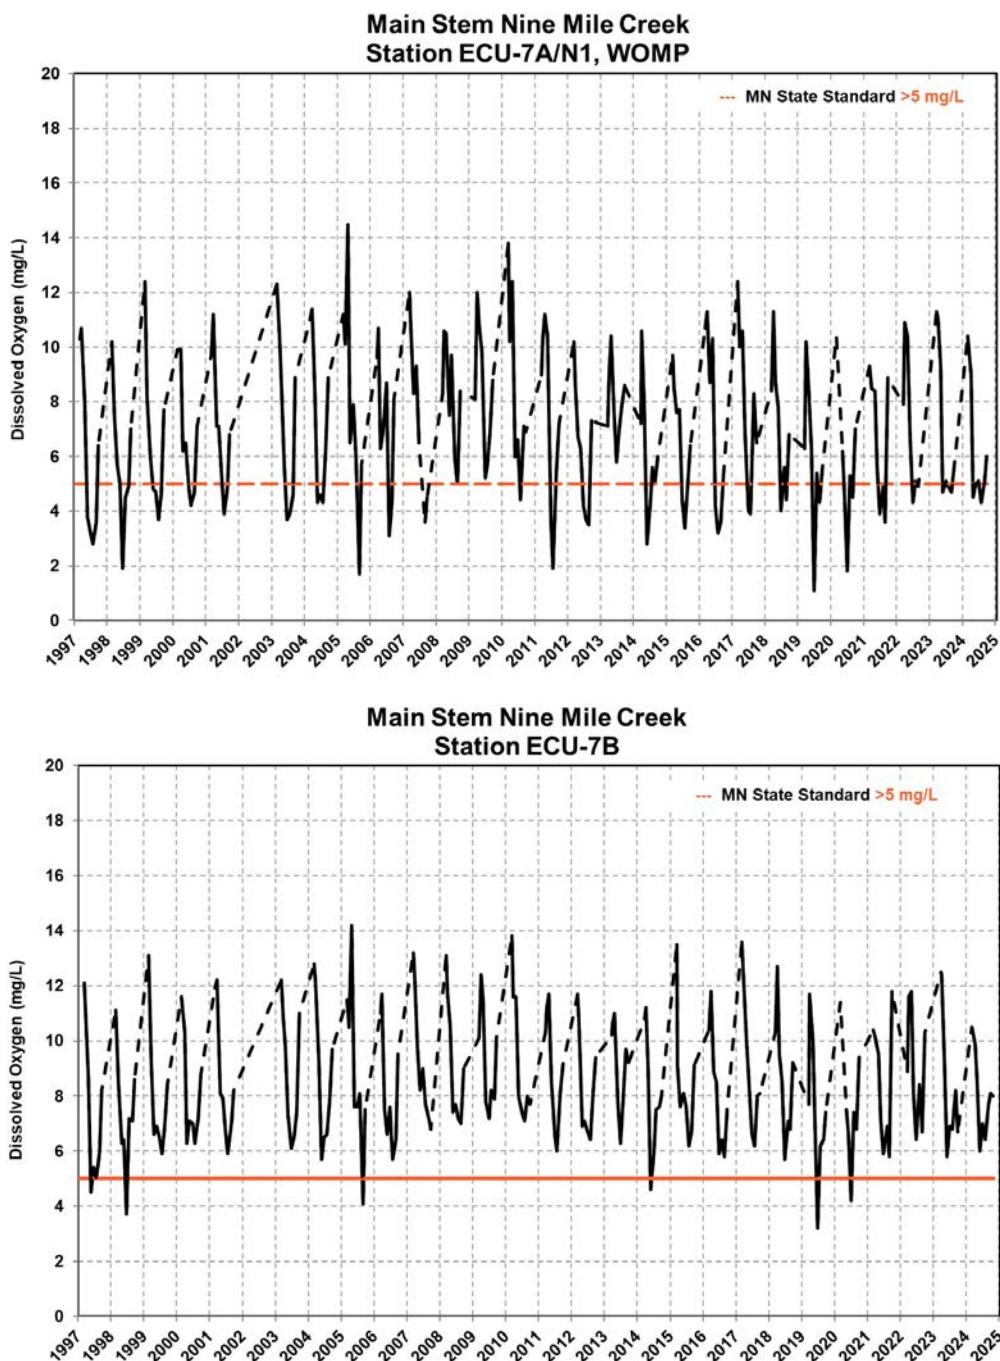 Main Stem Nine Mile Creek
Station ECU-7A/N1, WOMP
20
18
16
14
12
10
8
6
4
2
0
Dissolved Oxygen (mg/L)
--- MN State Standard >5 mg/L
1997 1998 1999 2000 2001 2002 2003 2004 2005 2006 2007 2008 2009 2010 2011 2012 2013 2014 2015 2016 2017 2018 2019 2020 2021 2022 2023 2024 2025
Main Stem Nine Mile Creek
Station ECU-7B
20
18
16
14
12
10
8
6
4
2
0
Dissolved Oxygen (mg/L)
--- MN State Standard >5 mg/L
1997 1998 1999 2000 2001 2002 2003 2004 2005 2006 2007 2008 2009 2010 2011 2012 2013 2014 2015 2016 2017 2018 2019 2020 2021 2022 2023 2024 2025